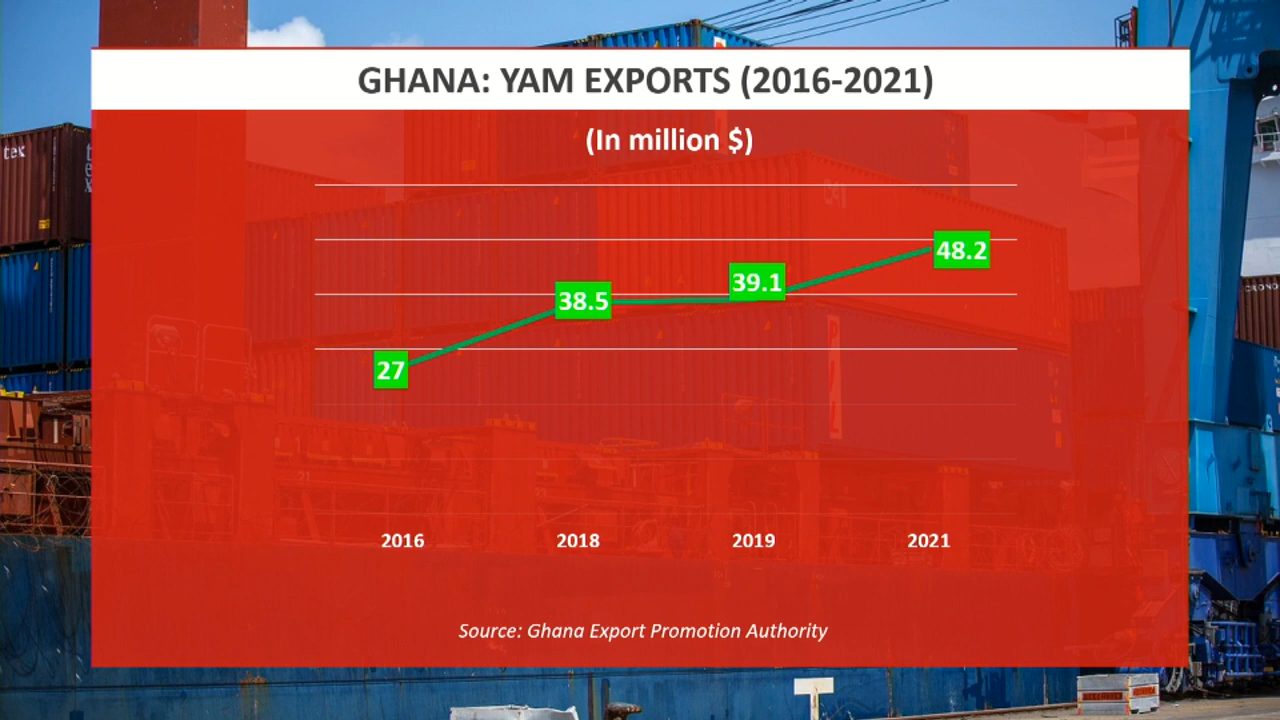 GHANA: YAM EXPORTS (2016-2021)
(In million $)
tex
27
38.5
39.1
48.2
2016
2018
2019
2021
Source: Ghana Export Promotion Authority